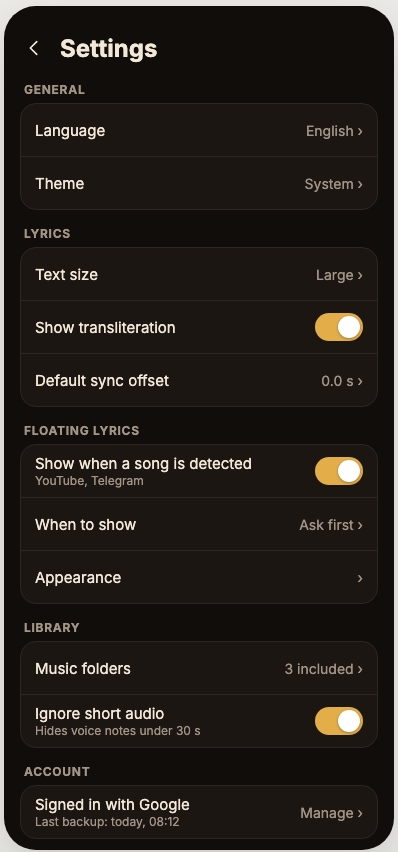 Settings
GENERAL
Language English ›
Theme System ›
LYRICS
Text size Large ›
Show transliteration
Default sync offset 0.0 s ›
FLOATING LYRICS
Show when a song is detected
YouTube, Telegram
When to show Ask first ›
Appearance ›
LIBRARY
Music folders 3 included ›
Ignore short audio
Hides voice notes under 30 s
ACCOUNT
Signed in with Google
Last backup: today, 08:12
Manage ›